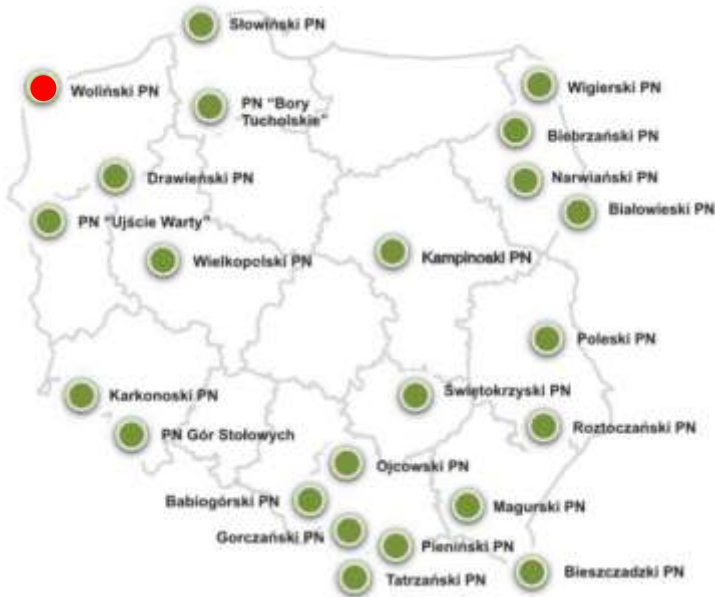 Słowiński PN
Woliński PN
Wigierski PN
PN "Bory
Tucholskie"
Biebrzański PN
Drawieński PN
Narwiański PN
Białowieski PN
PN "Ujście Warty"
Wielkopolski PN
Kampinoski PN
Poleski PN
Karkonoski PN
Świętokrzyski PN
Roztoczański PN
PN Gór Stołowych
Ojcowski PN
Babiogórski PN
Magurski PN
Gorczański PN
Pieniński PN
Tatrzański PN
Bieszczadzki PN